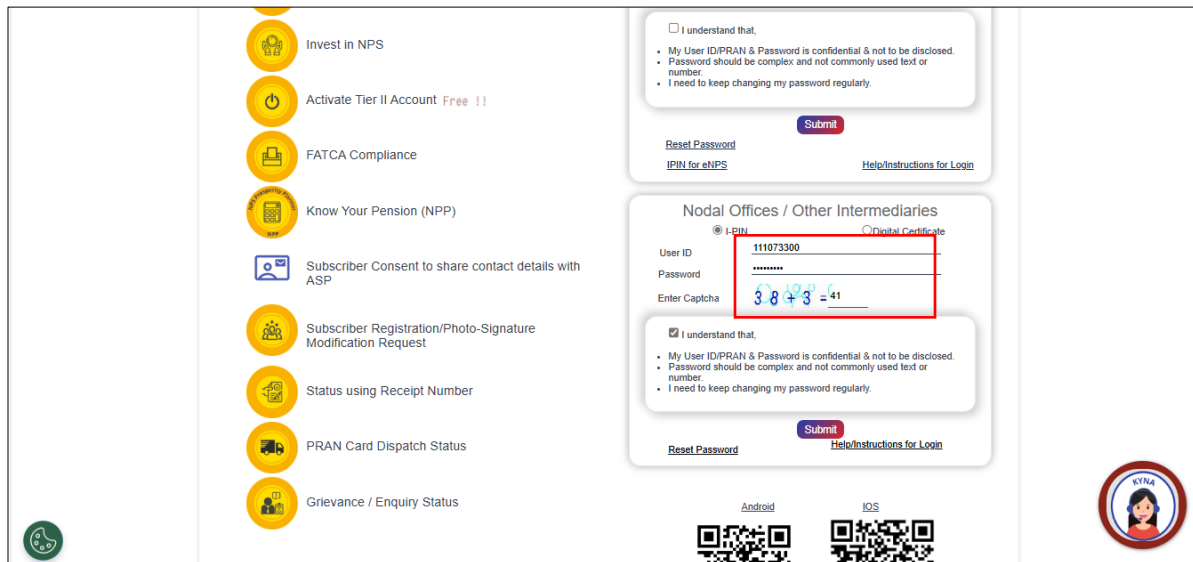 Invest in NPS
Activate Tier II Account Free !!
FATCA Compliance
NPS Prosperity Planner
NPP
Know Your Pension (NPP)
Subscriber Consent to share contact details with
ASP
Subscriber Registration/Photo-Signature
Modification Request
Status using Receipt Number
PRAN Card Dispatch Status
Grievance / Enquiry Status
I understand that,
• My User ID/PRAN & Password is confidential & not to be disclosed.
• Password should be complex and not commonly used text or
number.
• I need to keep changing my password regularly.
Submit
Reset Password
IPIN for eNPS Help/Instructions for Login
Nodal Offices / Other Intermediaries
I-PIN Digital Certificate
User ID 111073300
Password •••••••••
Enter Captcha 38+3 = 41
I understand that,
• My User ID/PRAN & Password is confidential & not to be disclosed.
• Password should be complex and not commonly used text or
number.
• I need to keep changing my password regularly.
Submit
Reset Password Help/Instructions for Login
Android IOS
KYNA